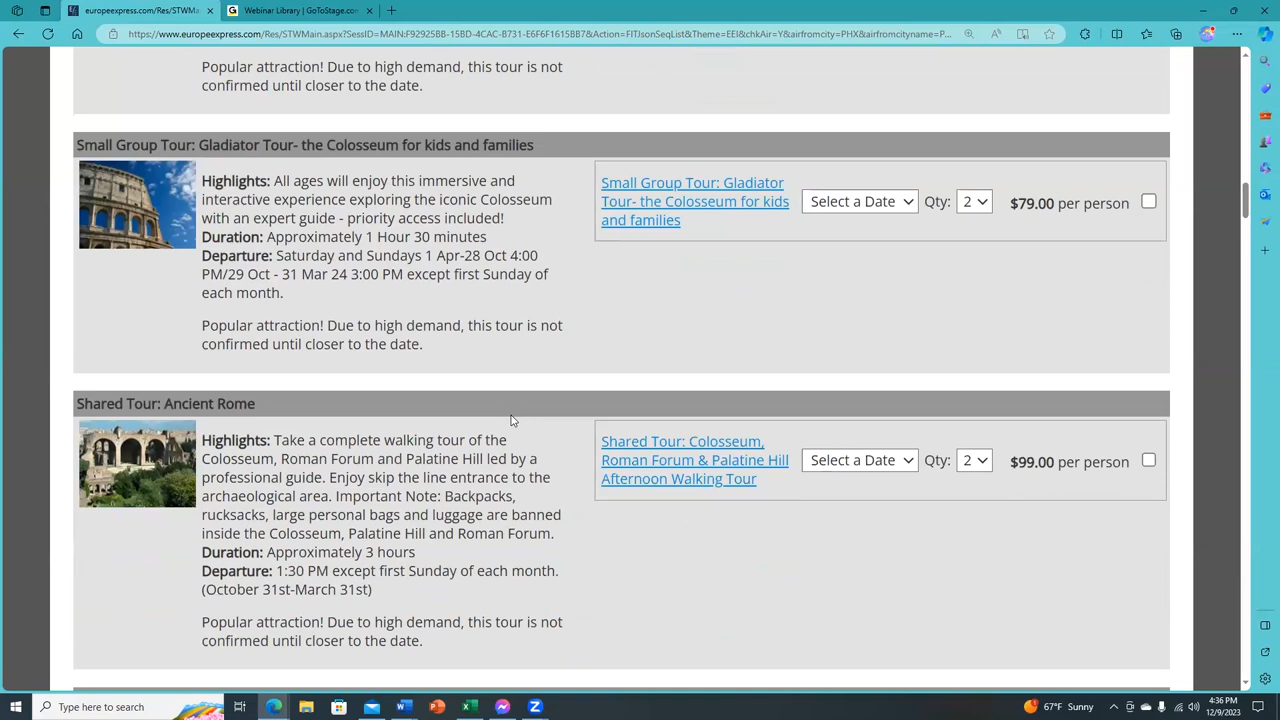 europeexpress.com/Res/STWMa
Webinar Library | GoToStage.co
https://www.europeexpress.com/Res/STWMain.aspx?SessID=MAIN:F92925BB-15BD-4CAC-8731-E6F6F1615BB7&Action=FITJsonSeqList&Theme=EEI&chkAir=Y&airfromcity=PHX&airfromcityname=P...
Popular attraction! Due to high demand, this tour is not
confirmed until closer to the date.
Small Group Tour: Gladiator Tour- the Colosseum for kids and families
Highlights: All ages will enjoy this immersive and
interactive experience exploring the iconic Colosseum
with an expert guide - priority access included!
Duration: Approximately 1 Hour 30 minutes
Departure: Saturday and Sundays 1 Apr-28 Oct 4:00
PM/29 Oct - 31 Mar 24 3:00 PM except first Sunday of
each month.
Popular attraction! Due to high demand, this tour is not
confirmed until closer to the date.
Small Group Tour: Gladiator
Tour- the Colosseum for kids
and families
Select a Date Qty: 2 $79.00 per person
Shared Tour: Ancient Rome
Highlights: Take a complete walking tour of the
Colosseum, Roman Forum and Palatine Hill led by a
professional guide. Enjoy skip the line entrance to the
archaeological area. Important Note: Backpacks,
rucksacks, large personal bags and luggage are banned
inside the Colosseum, Palatine Hill and Roman Forum.
Duration: Approximately 3 hours
Departure: 1:30 PM except first Sunday of each month.
(October 31st-March 31st)
Popular attraction! Due to high demand, this tour is not
confirmed until closer to the date.
Shared Tour: Colosseum,
Roman Forum & Palatine Hill
Afternoon Walking Tour
Select a Date Qty: 2 $99.00 per person
Type here to search
67°F Sunny
4:36 PM
12/9/2023